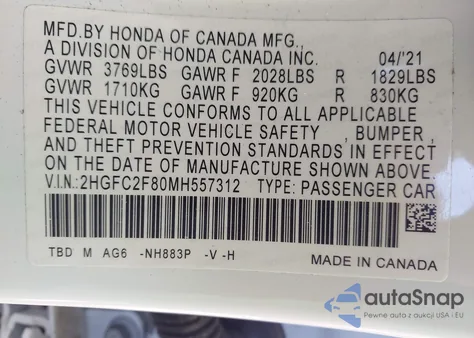 MFD.BY HONDA OF CANADA MFG.,
A DIVISION OF HONDA CANADA INC. 04/'21
GVWR 3769LBS GAWR F 2028LBS R 1829LBS
GVWR 1710KG GAWR F 920KG R 830KG
THIS VEHICLE CONFORMS TO ALL APPLICABLE
FEDERAL MOTOR VEHICLE SAFETY , BUMPER ,
AND THEFT PREVENTION STANDARDS IN EFFECT
ON THE DATE OF MANUFACTURE SHOWN ABOVE.
V.I.N.:2HGFC2F80MH557312 TYPE: PASSENGER CAR
TBD M AG6 -NH883P -V -H MADE IN CANADA
autoSnap
Pewne auta z aukcji USA i EU